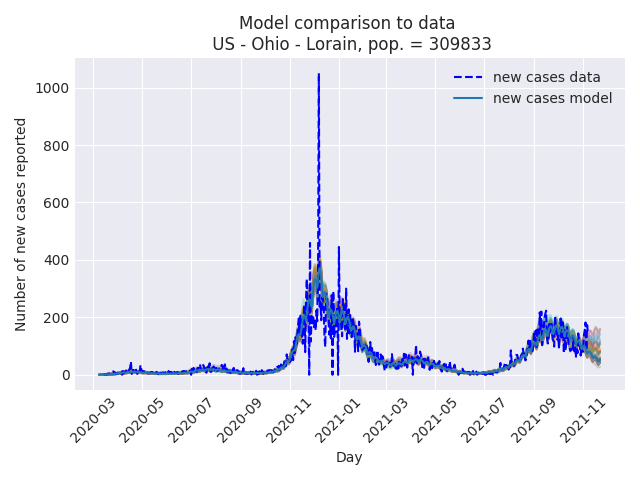 Model comparison to data
US - Ohio - Lorain, pop. = 309833
new cases data
new cases model
Number of new cases reported
1000
800
600
400
200
0
2020-03
2020-05
2020-07
2020-09
2020-11
2021-01
2021-03
2021-05
2021-07
2021-09
2021-11
Day